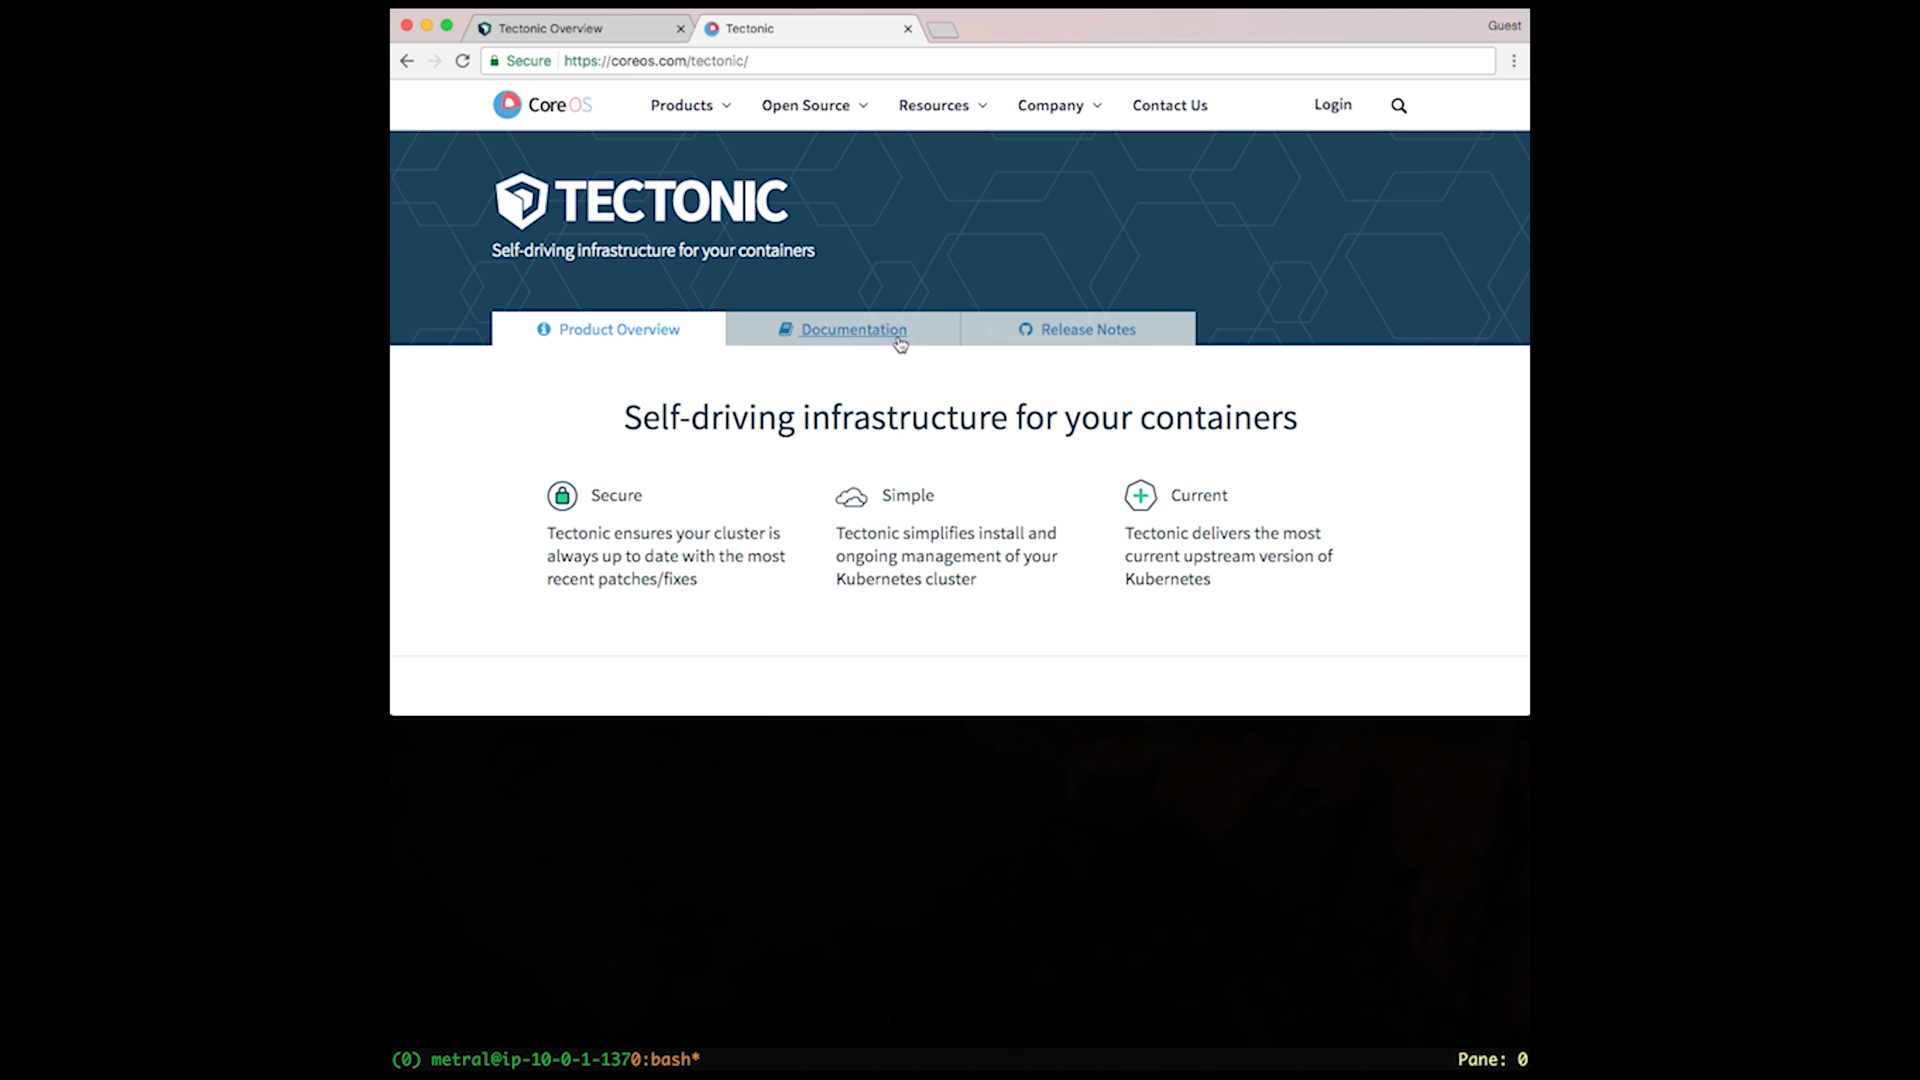 Tectonic Overview
Tectonic
Guest
Secure https://coreos.com/tectonic/
CoreOS
Products
Open Source
Resources
Company
Contact Us
Login
TECTONIC
Self-driving infrastructure for your containers
Product Overview
Documentation
Release Notes
Self-driving infrastructure for your containers
Secure
Tectonic ensures your cluster is
always up to date with the most
recent patches/fixes
Simple
Tectonic simplifies install and
ongoing management of your
Kubernetes cluster
Current
Tectonic delivers the most
current upstream version of
Kubernetes
(0) metral@ip-10-0-1-1370:bash*
Pane: 0